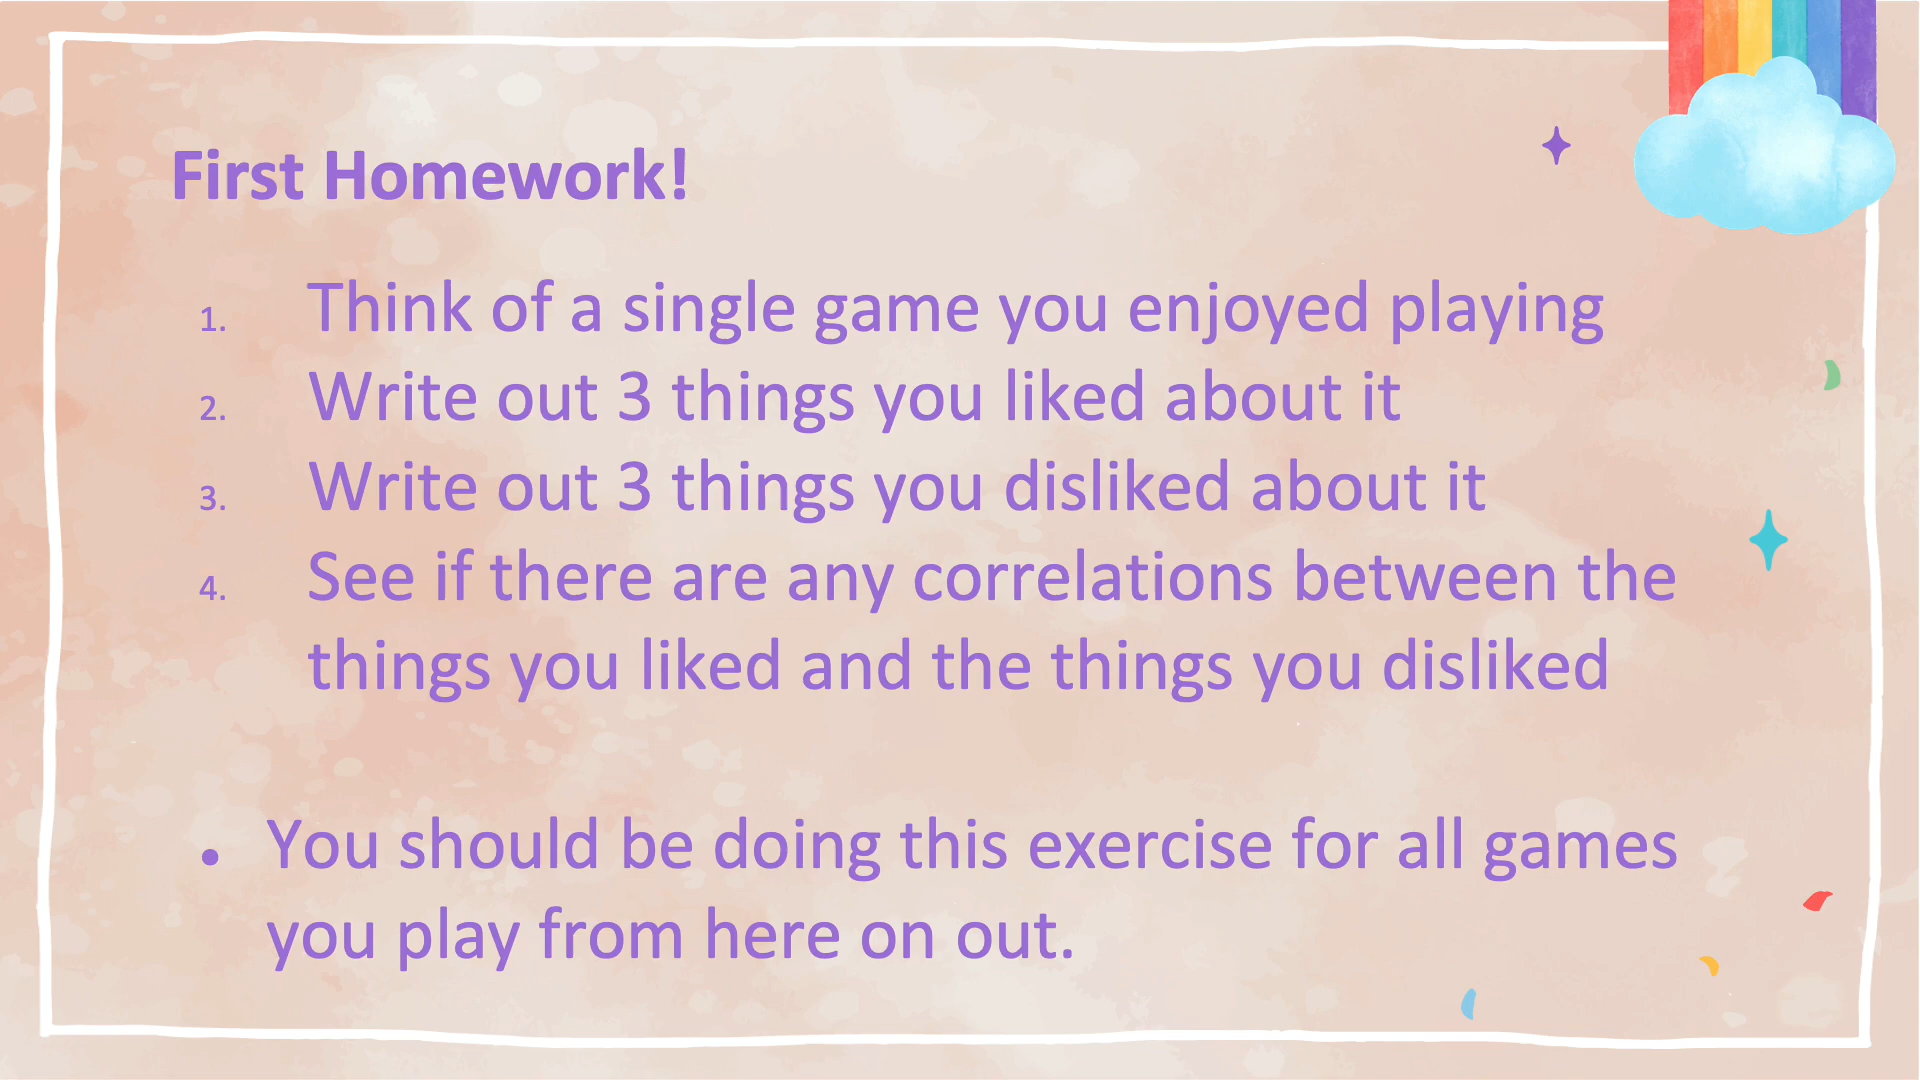 First Homework!
1. Think of a single game you enjoyed playing
2. Write out 3 things you liked about it
3. Write out 3 things you disliked about it
4. See if there are any correlations between the
things you liked and the things you disliked
• You should be doing this exercise for all games
you play from here on out.